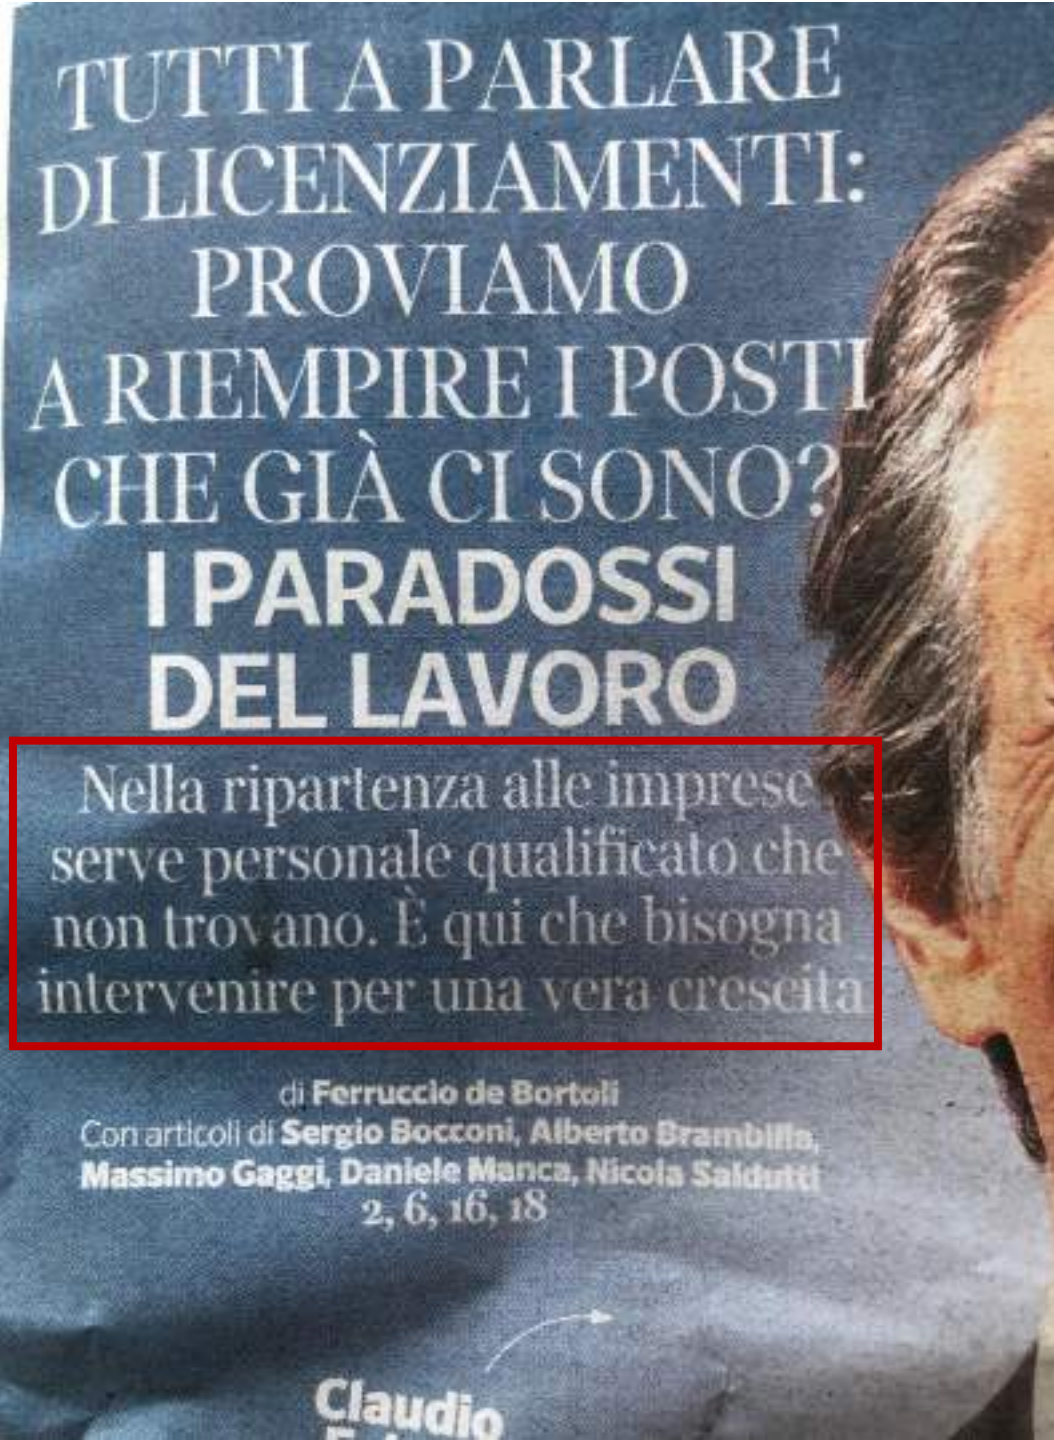 TUTTI A PARLARE
DI LICENZIAMENTI:
PROVIAMO
A RIEMPIRE I POSTI
CHE GIÀ CI SONO?
I PARADOSSI
DEL LAVORO
Nella ripartenza alle imprese
serve personale qualificato che
non trovano. È qui che bisogna
intervenire per una vera crescita
di Ferruccio de Bortoli
Con articoli di Sergio Bocconi, Alberto Brambilla,
Massimo Gaggi, Daniele Manca, Nicola Saldutti
2, 6, 16, 18
Claudio